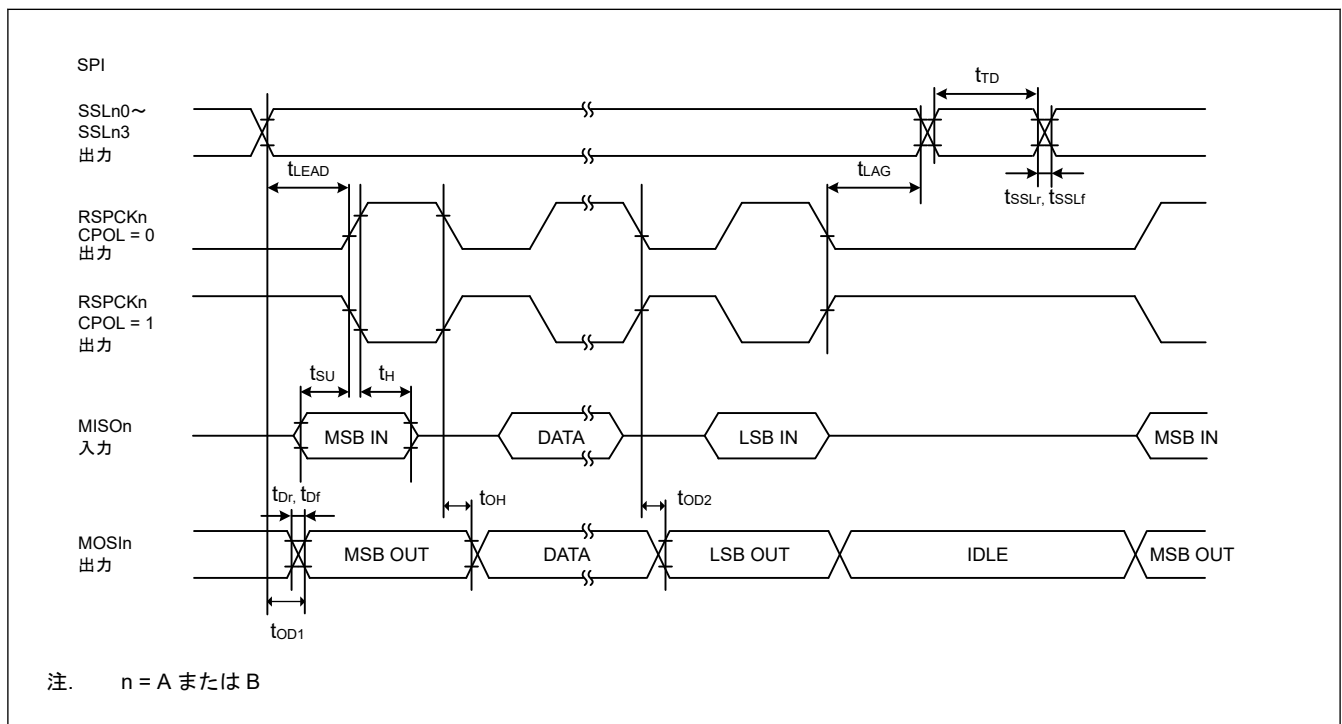 SPI
tTD
SSLn0～
SSLn3
出力
tLEAD
tLAG
tSSLr, tSSLf
RSPCKn
CPOL = 0
出力
RSPCKn
CPOL = 1
出力
tSU
tH
MISOn
入力
MSB IN
DATA
LSB IN
MSB IN
tDr, tDf
tOH
tOD2
MOSIn
出力
MSB OUT
DATA
LSB OUT
IDLE
MSB OUT
tOD1
注. n = A または B